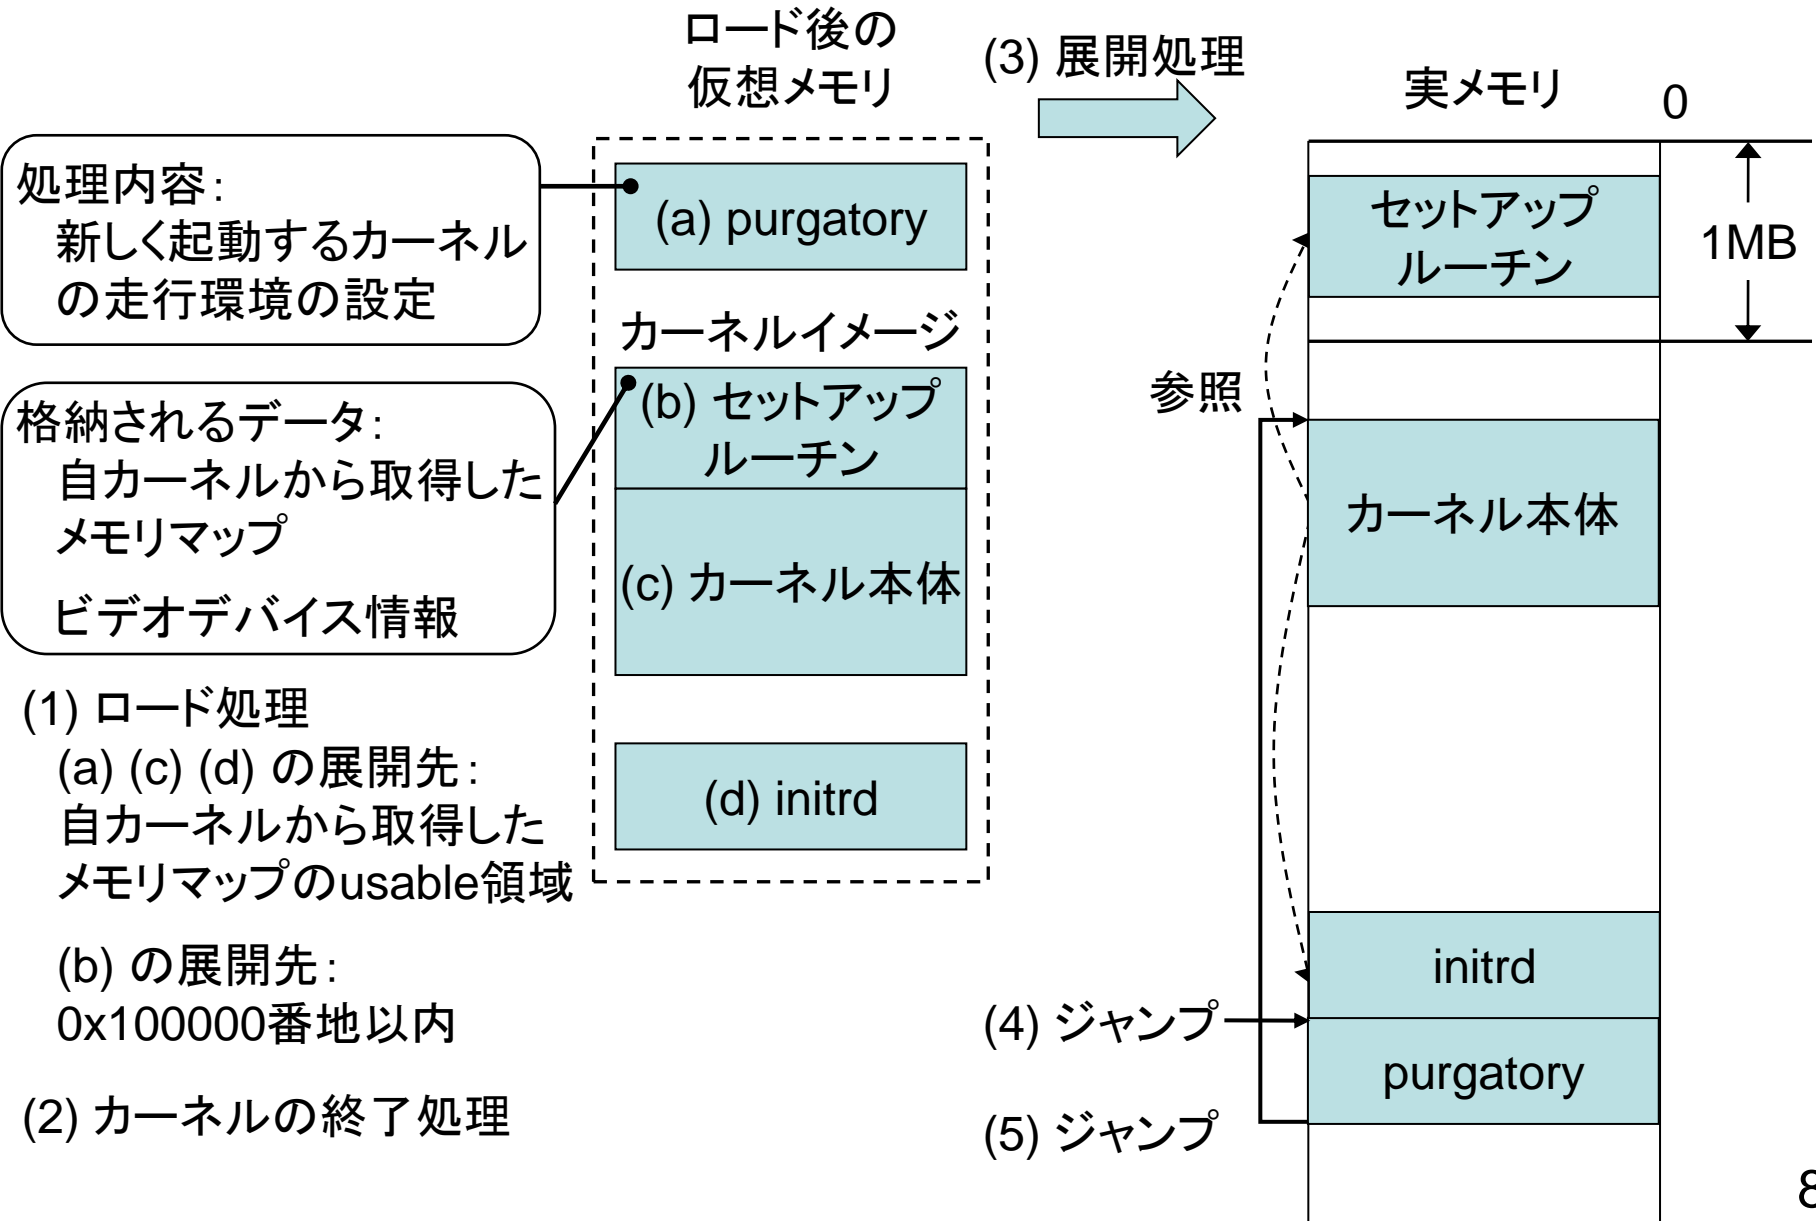 ロード後の
仮想メモリ
(3) 展開処理
実メモリ
0
処理内容：
新しく起動するカーネル
の走行環境の設定
(a) purgatory
セットアップ
ルーチン
1MB
カーネルイメージ
格納されるデータ：
自カーネルから取得した
メモリマップ
ビデオデバイス情報
(b) セットアップ
ルーチン
(c) カーネル本体
参照
カーネル本体
(1) ロード処理
(a) (c) (d) の展開先：
自カーネルから取得した
メモリマップのusable領域
(d) initrd
(b) の展開先：
0x100000番地以内
initrd
(4) ジャンプ
purgatory
(2) カーネルの終了処理
(5) ジャンプ
8